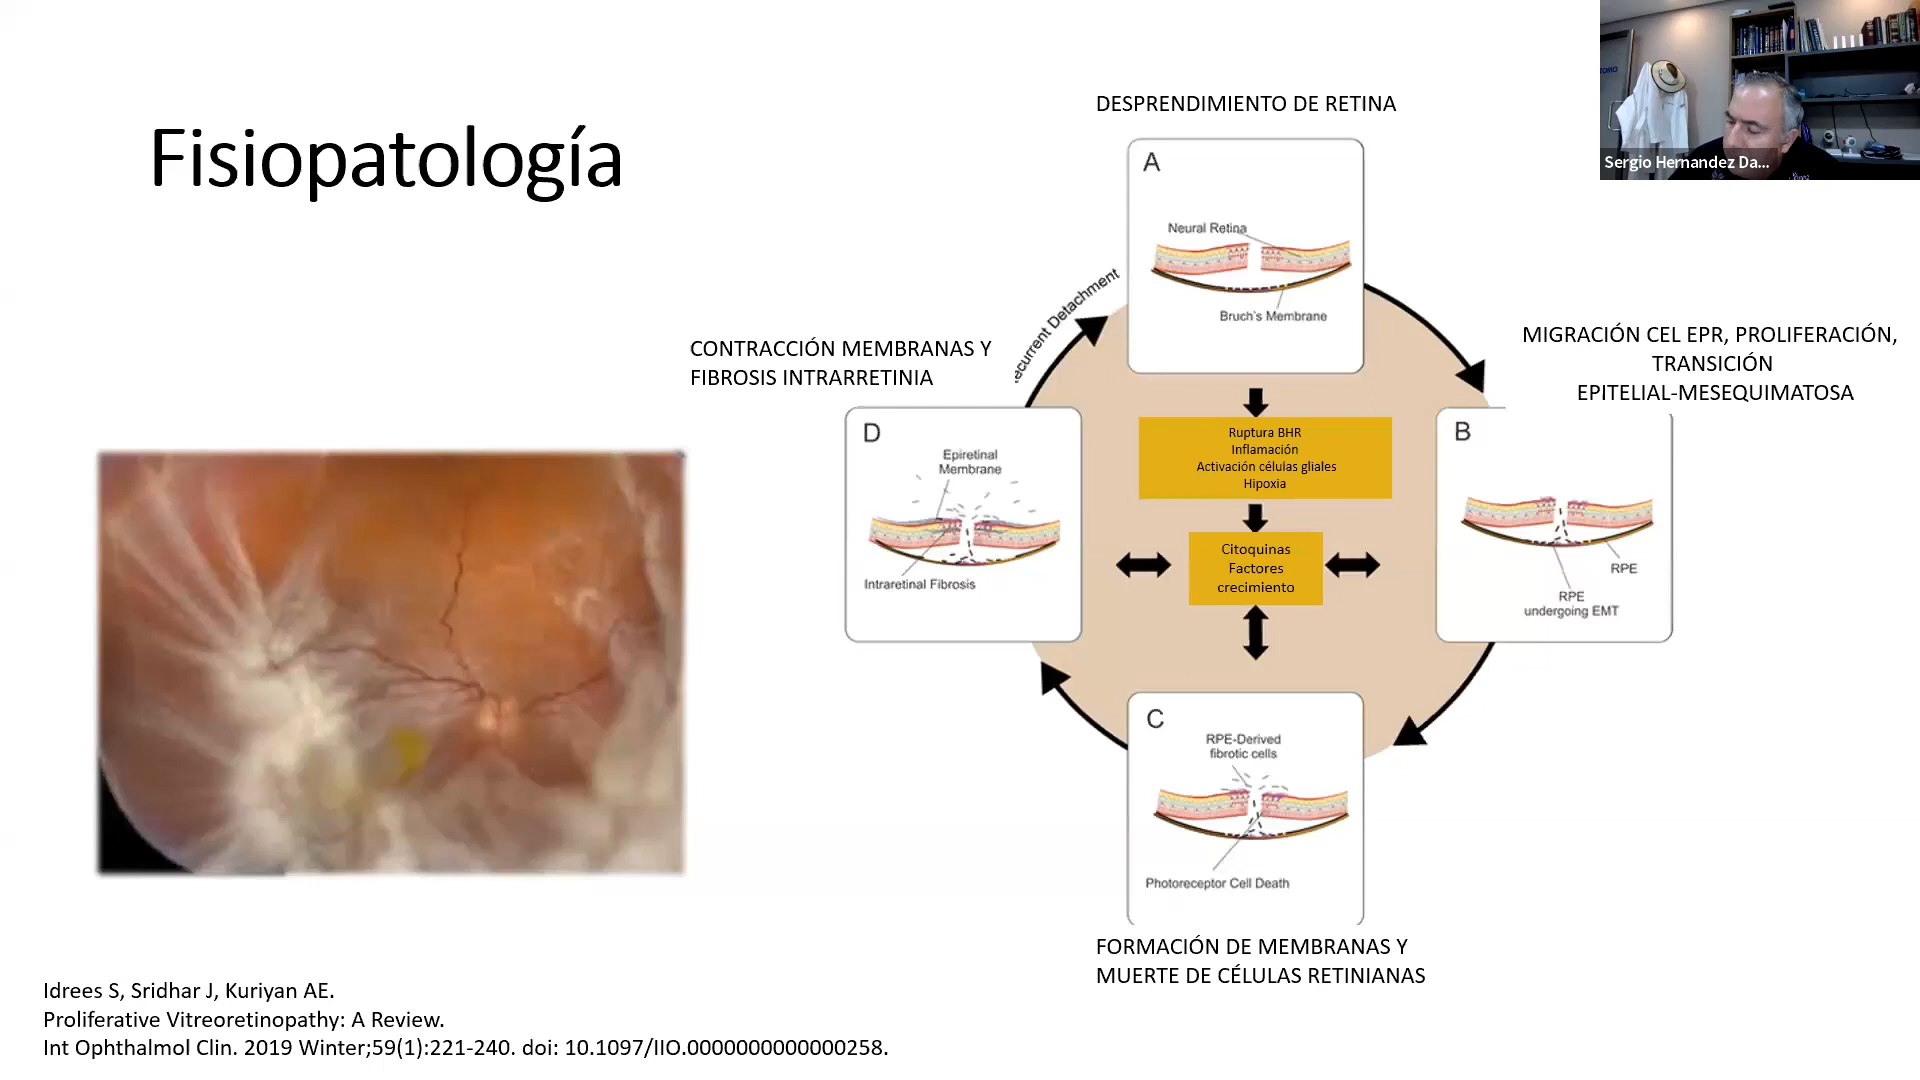 Fisiopatología
Sergio Hernandez Da...
DESPRENDIMIENTO DE RETINA
A
Neural Retina
Bruch's Membrane
ecurrent Detachment
MIGRACIÓN CEL EPR, PROLIFERACIÓN,
TRANSICIÓN
EPITELIAL-MESEQUIMATOSA
B
RPE
RPE
undergoing EMT
Ruptura BHR
Inflamación
Activación células gliales
Hipoxia
Citoquinas
Factores
crecimiento
CONTRACCIÓN MEMBRANAS Y
FIBROSIS INTRARRETINIA
D
Epiretinal
Membrane
Intraretinal Fibrosis
C
RPE-Derived
fibrotic cells
Photoreceptor Cell Death
FORMACIÓN DE MEMBRANAS Y
MUERTE DE CÉLULAS RETINIANAS
Idrees S, Sridhar J, Kuriyan AE.
Proliferative Vitreoretinopathy: A Review.
Int Ophthalmol Clin. 2019 Winter;59(1):221-240. doi: 10.1097/IIO.0000000000000258.